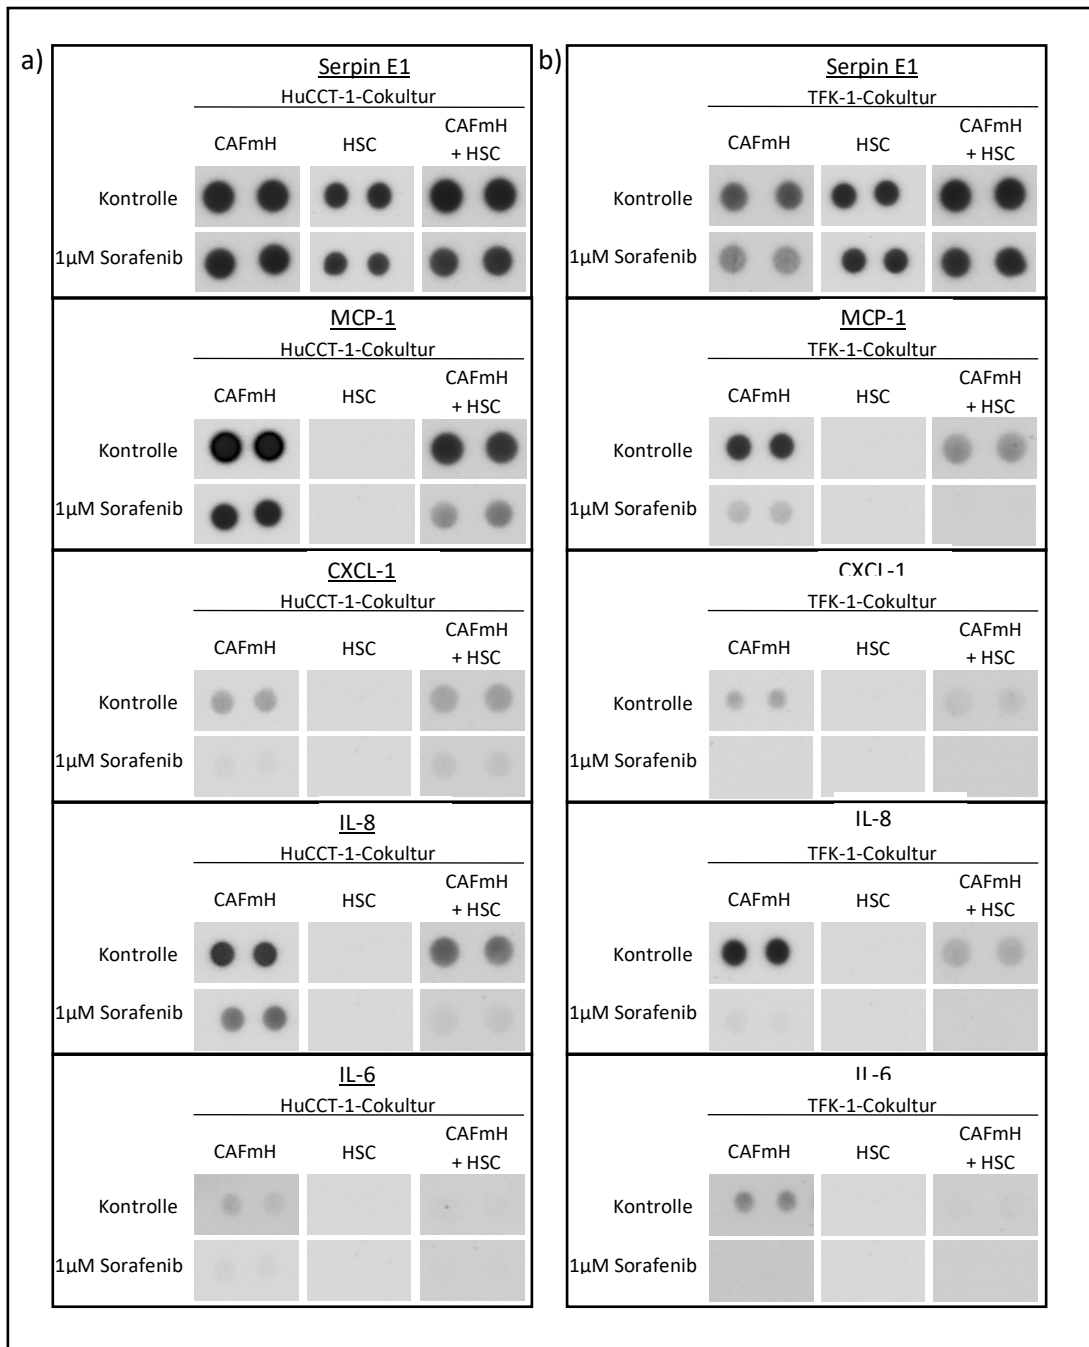 a)
Serpin E1
HuCCT-1-Cokultur
CAFmH HSC CAFmH
+ HSC
Kontrolle
1µM Sorafenib
MCP-1
HuCCT-1-Cokultur
CAFmH HSC CAFmH
+ HSC
Kontrolle
1µM Sorafenib
CXCL-1
HuCCT-1-Cokultur
CAFmH HSC CAFmH
+ HSC
Kontrolle
1µM Sorafenib
IL-8
HuCCT-1-Cokultur
CAFmH HSC CAFmH
+ HSC
Kontrolle
1µM Sorafenib
IL-6
HuCCT-1-Cokultur
CAFmH HSC CAFmH
+ HSC
Kontrolle
1µM Sorafenib
b)
Serpin E1
TFK-1-Cokultur
CAFmH HSC CAFmH
+ HSC
Kontrolle
1µM Sorafenib
MCP-1
TFK-1-Cokultur
CAFmH HSC CAFmH
+ HSC
Kontrolle
1µM Sorafenib
CXCL-1
TFK-1-Cokultur
CAFmH HSC CAFmH
+ HSC
Kontrolle
1µM Sorafenib
IL-8
TFK-1-Cokultur
CAFmH HSC CAFmH
+ HSC
Kontrolle
1µM Sorafenib
IL-6
TFK-1-Cokultur
CAFmH HSC CAFmH
+ HSC
Kontrolle
1µM Sorafenib